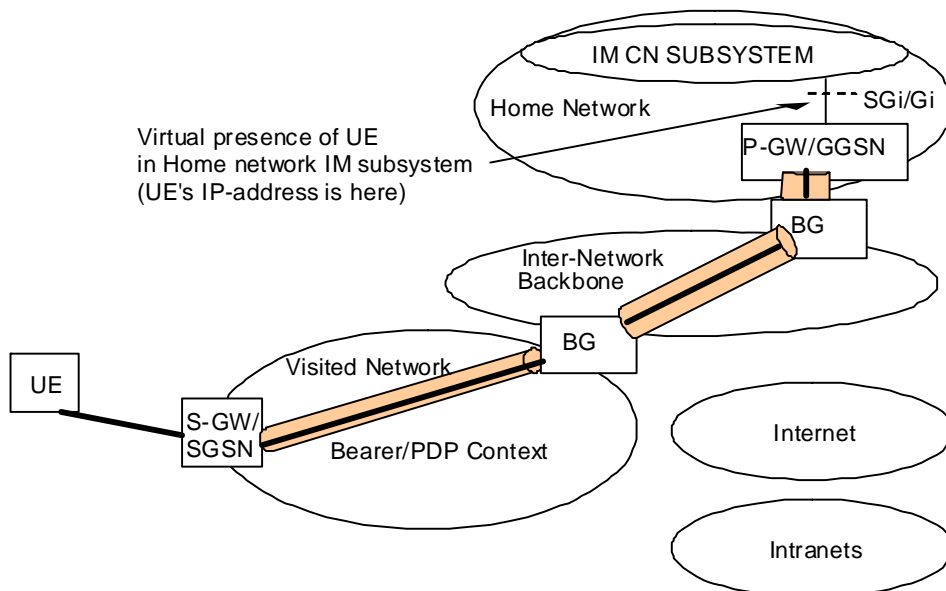 IM CN SUBSYSTEM
Home Network
SGi/Gi
Virtual presence of UE
in Home network IM subsystem
(UE's IP-address is here)
P-GW/GGSN
BG
Inter-Network
Backbone
BG
Visited Network
UE
S-GW/
SGSN
Bearer/PDP Context
Internet
Intranets